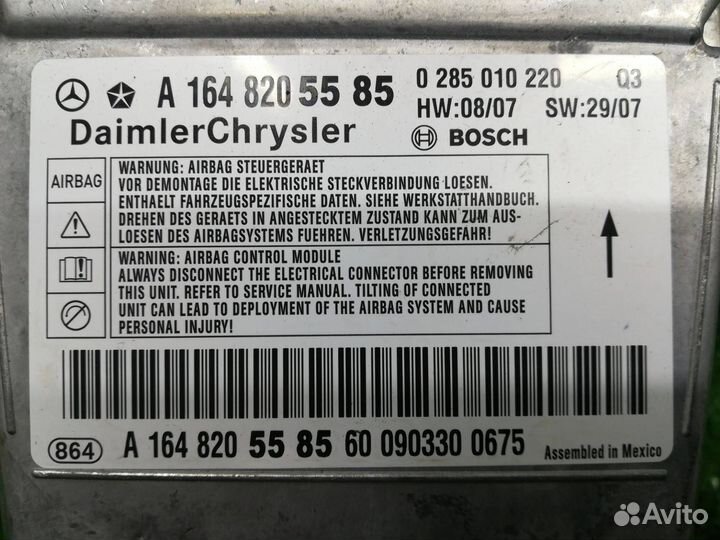 A 164 820 55 85
0 285 010 220 Q3
HW:08/07 SW:29/07
DaimlerChrysler
BOSCH
AIRBAG
WARNUNG: AIRBAG STEUERGERAET
VOR DEMONTAGE DIE ELEKTRISCHE STECKVERBINDUNG LOESEN.
ENTHAELT FAHRZEUGSPEZIFISCHE DATEN. SIEHE WERKSTATTHANDBUCH.
DREHEN DES GERAETS IN ANGESTECKTEM ZUSTAND KANN ZUM AUS-
LOESEN DES AIRBAGSYSTEMS FUEHREN. VERLETZUNGSGEFAHR!
WARNING: AIRBAG CONTROL MODULE
ALWAYS DISCONNECT THE ELECTRICAL CONNECTOR BEFORE REMOVING
THIS UNIT. REFER TO SERVICE MANUAL. TILTING OF CONNECTED
UNIT CAN LEAD TO DEPLOYMENT OF THE AIRBAG SYSTEM AND CAUSE
PERSONAL INJURY!
864
A 164 820 55 85 60 090330 0675
Assembled in Mexico
Avito